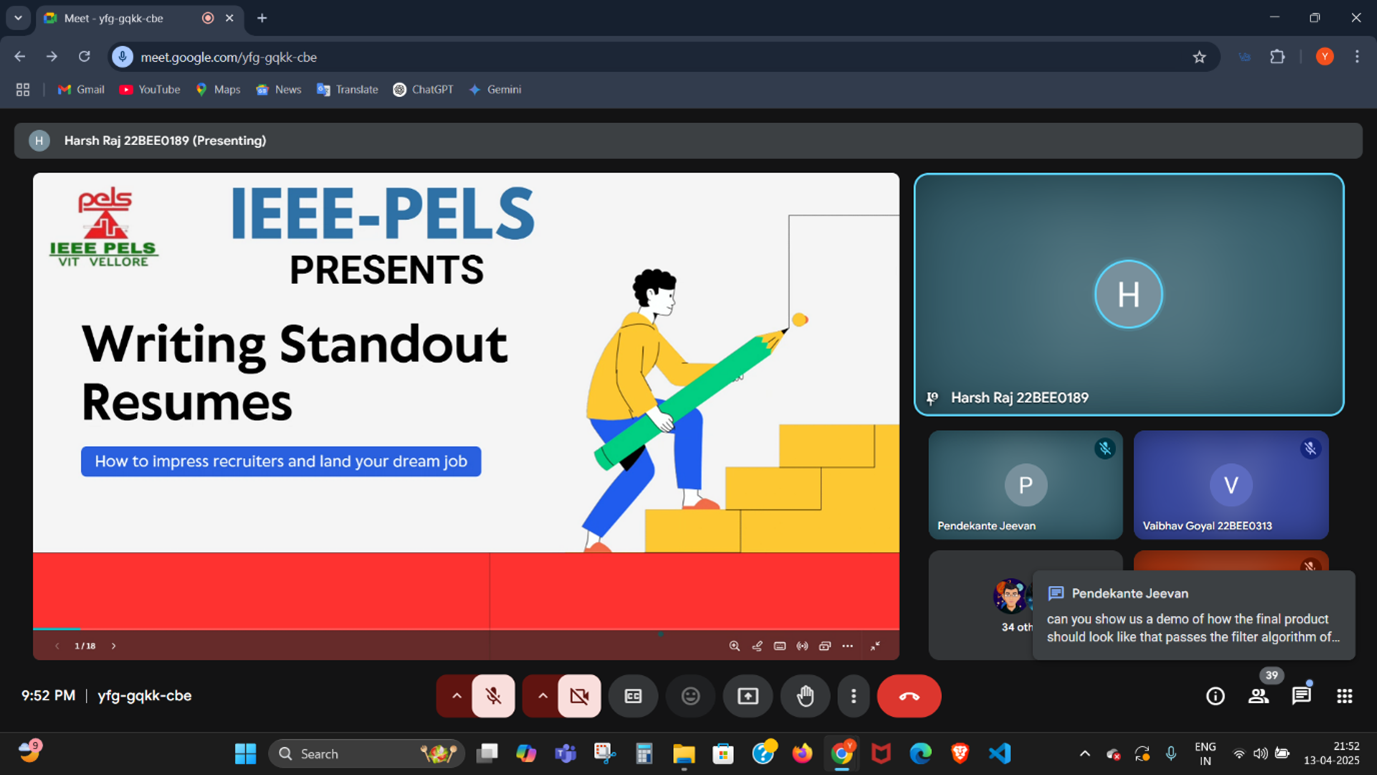 Meet - yfg-gqkk-cbe
meet.google.com/yfg-gqkk-cbe
Y
Gmail
YouTube
Maps
News
Translate
ChatGPT
Gemini
H
Harsh Raj 22BEE0189 (Presenting)
pels
IEEE PELS
VIT VELLORE
IEEE-PELS
PRESENTS
Writing Standout
Resumes
How to impress recruiters and land your dream job
1 / 18
H
Harsh Raj 22BEE0189
P
Pendekante Jeevan
V
Vaibhav Goyal 22BEE0313
34 oth
Pendekante Jeevan
can you show us a demo of how the final product
should look like that passes the filter algorithm of...
9:52 PM | yfg-gqkk-cbe
CC
39
9
Search
ENG
IN
21:52
13-04-2025